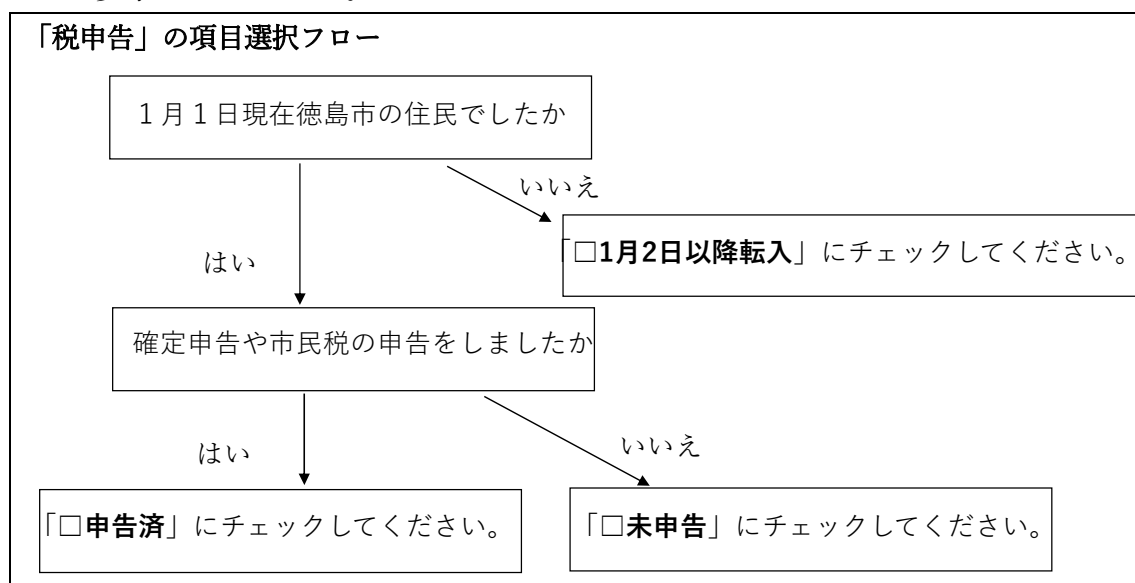 「税申告」の項目選択フロー
１月１日現在徳島市の住民でしたか
いいえ
「□1月2日以降転入」にチェックしてください。
はい
確定申告や市民税の申告をしましたか
いいえ
はい
「□申告済」にチェックしてください。
「□未申告」にチェックしてください。